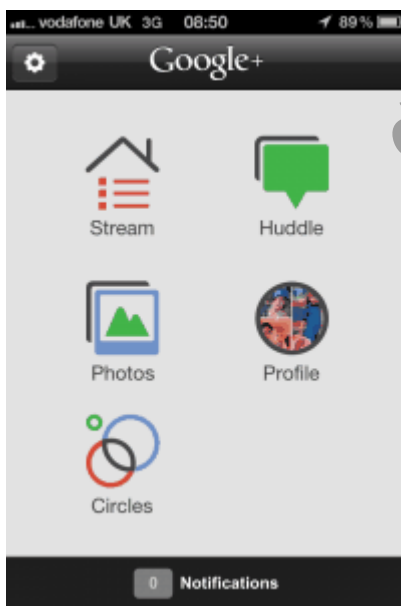 vodafone UK 3G 08:50 89%
Google+
Stream Huddle
Photos Profile
Circles
0 Notifications